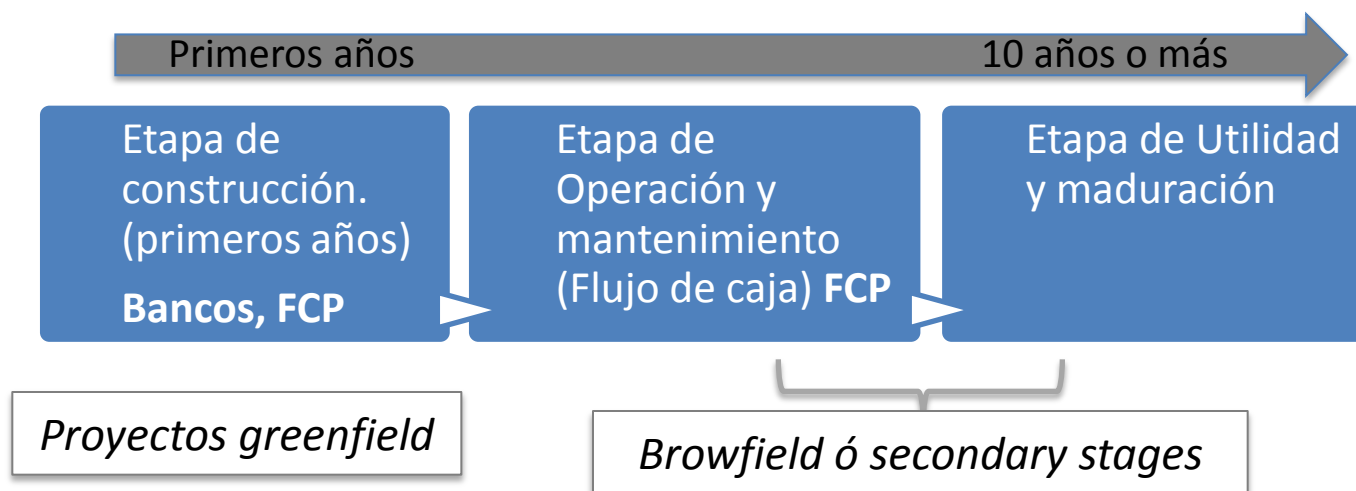 Primeros años
10 años o más
Etapa de
construcción.
(primeros años)
Bancos, FCP
Etapa de
Operación y
mantenimiento
(Flujo de caja) FCP
Etapa de Utilidad
y maduración
Proyectos greenfield
Browfield ó secondary stages